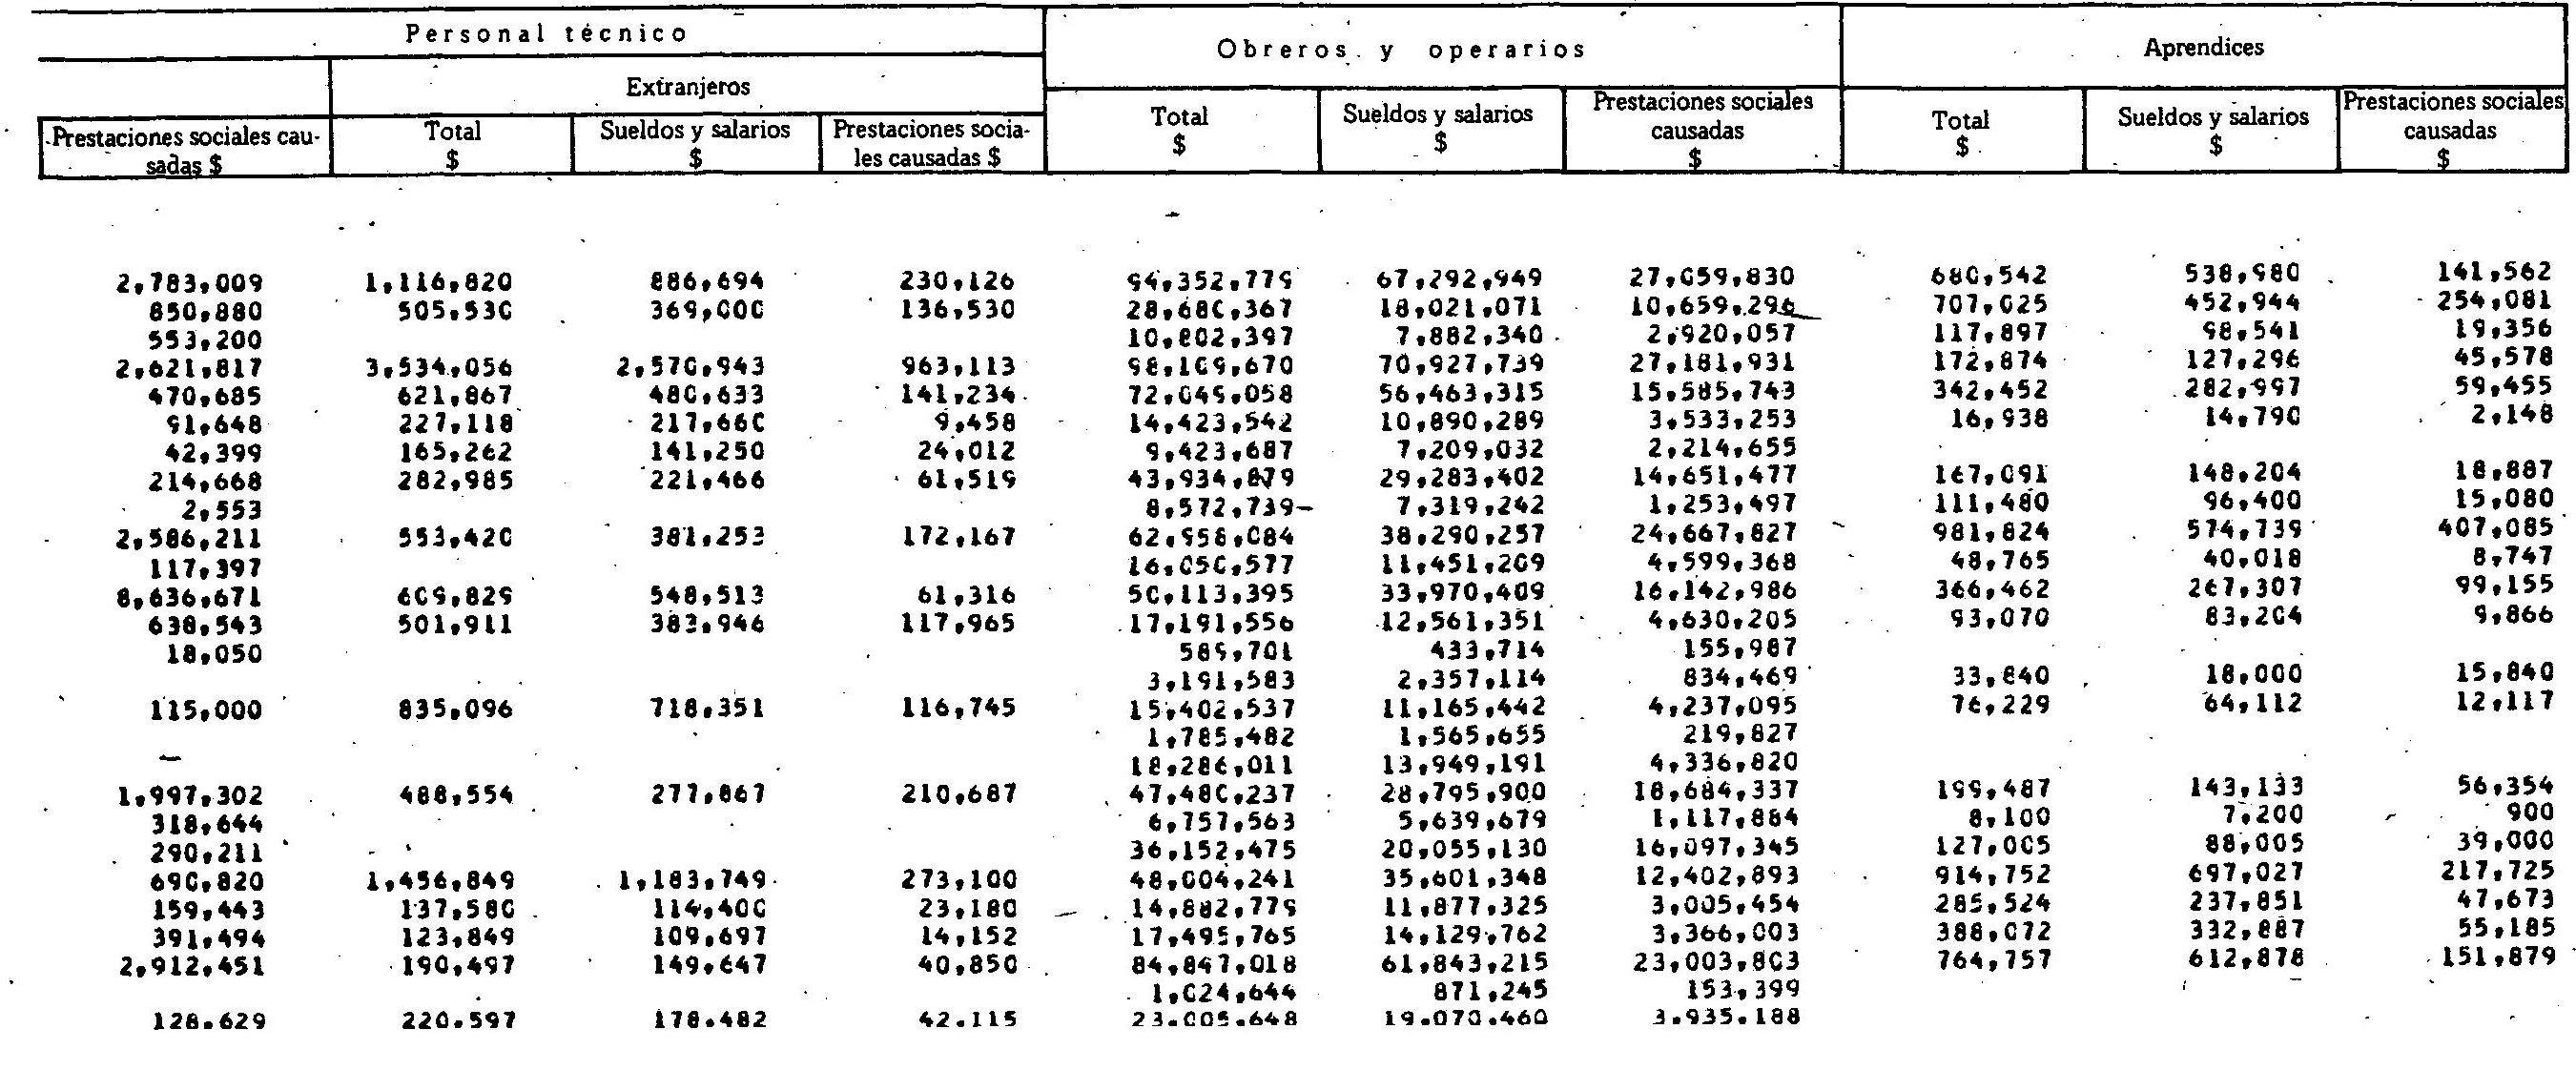 Personal técnico Obreros y operarios Aprendices
Extranjeros
Prestaciones sociales causadas $ Total $ Sueldos y salarios $ Prestaciones sociales causadas $ Total $ Sueldos y salarios $ Prestaciones sociales causadas $ Total $ Sueldos y salarios $ Prestaciones sociales causadas $
2,783,009 1,116,820 886,694 230,126 94,352,779 67,292,949 27,059,830 680,542 538,980 141,562
850,880 505,530 369,000 136,530 28,680,367 18,021,071 10,659,296 707,025 452,944 254,081
553,200 10,802,397 7,882,340 2,920,057 117,897 98,541 19,356
2,621,817 3,534,056 2,570,943 963,113 98,109,670 70,927,739 27,181,931 172,874 127,296 45,578
470,685 621,867 480,633 141,234 72,049,058 56,463,315 15,585,743 342,452 282,997 59,455
91,648 227,118 217,660 9,458 14,423,542 10,890,289 3,533,253 16,938 14,790 2,148
42,399 165,262 141,250 24,012 9,423,687 7,209,032 2,214,655
214,668 282,985 221,466 61,519 43,934,879 29,283,402 14,651,477 167,091 148,204 18,887
2,553 8,572,739 7,319,242 1,253,497 111,480 96,400 15,080
2,586,211 553,420 381,253 172,167 62,958,084 38,290,257 24,667,827 981,824 574,739 407,085
117,397 16,050,577 11,451,209 4,599,368 48,765 40,018 8,747
8,636,671 609,829 548,513 61,316 50,113,395 33,970,409 16,142,986 366,462 267,307 99,155
638,543 501,911 383,946 117,965 17,191,556 12,561,351 4,630,205 93,070 83,204 9,866
18,050 589,701 433,714 155,987
3,191,583 2,357,114 834,469 33,840 18,000 15,840
115,000 835,096 718,351 116,745 15,402,537 11,165,442 4,237,095 76,229 64,112 12,117
1,785,482 1,565,655 219,827
18,286,011 13,949,191 4,336,820
1,997,302 488,554 277,867 210,687 47,480,237 28,795,900 18,684,337 199,487 143,133 56,354
318,644 6,757,563 5,639,679 1,117,884 8,100 7,200 900
290,211 36,152,475 20,055,130 16,097,345 127,005 88,005 39,000
690,820 1,456,849 1,183,749 273,100 48,004,241 35,601,348 12,402,893 914,752 697,027 217,725
159,443 137,580 114,400 23,180 14,882,779 11,877,325 3,005,454 285,524 237,851 47,673
391,494 123,849 109,697 14,152 17,495,765 14,129,762 3,366,003 388,072 332,887 55,185
2,912,451 190,497 149,647 40,850 84,847,018 61,843,215 23,003,803 764,757 612,878 151,879
1,024,644 871,245 153,399
128,629 220,597 178,482 42,115 23,005,648 19,070,460 3,935,188